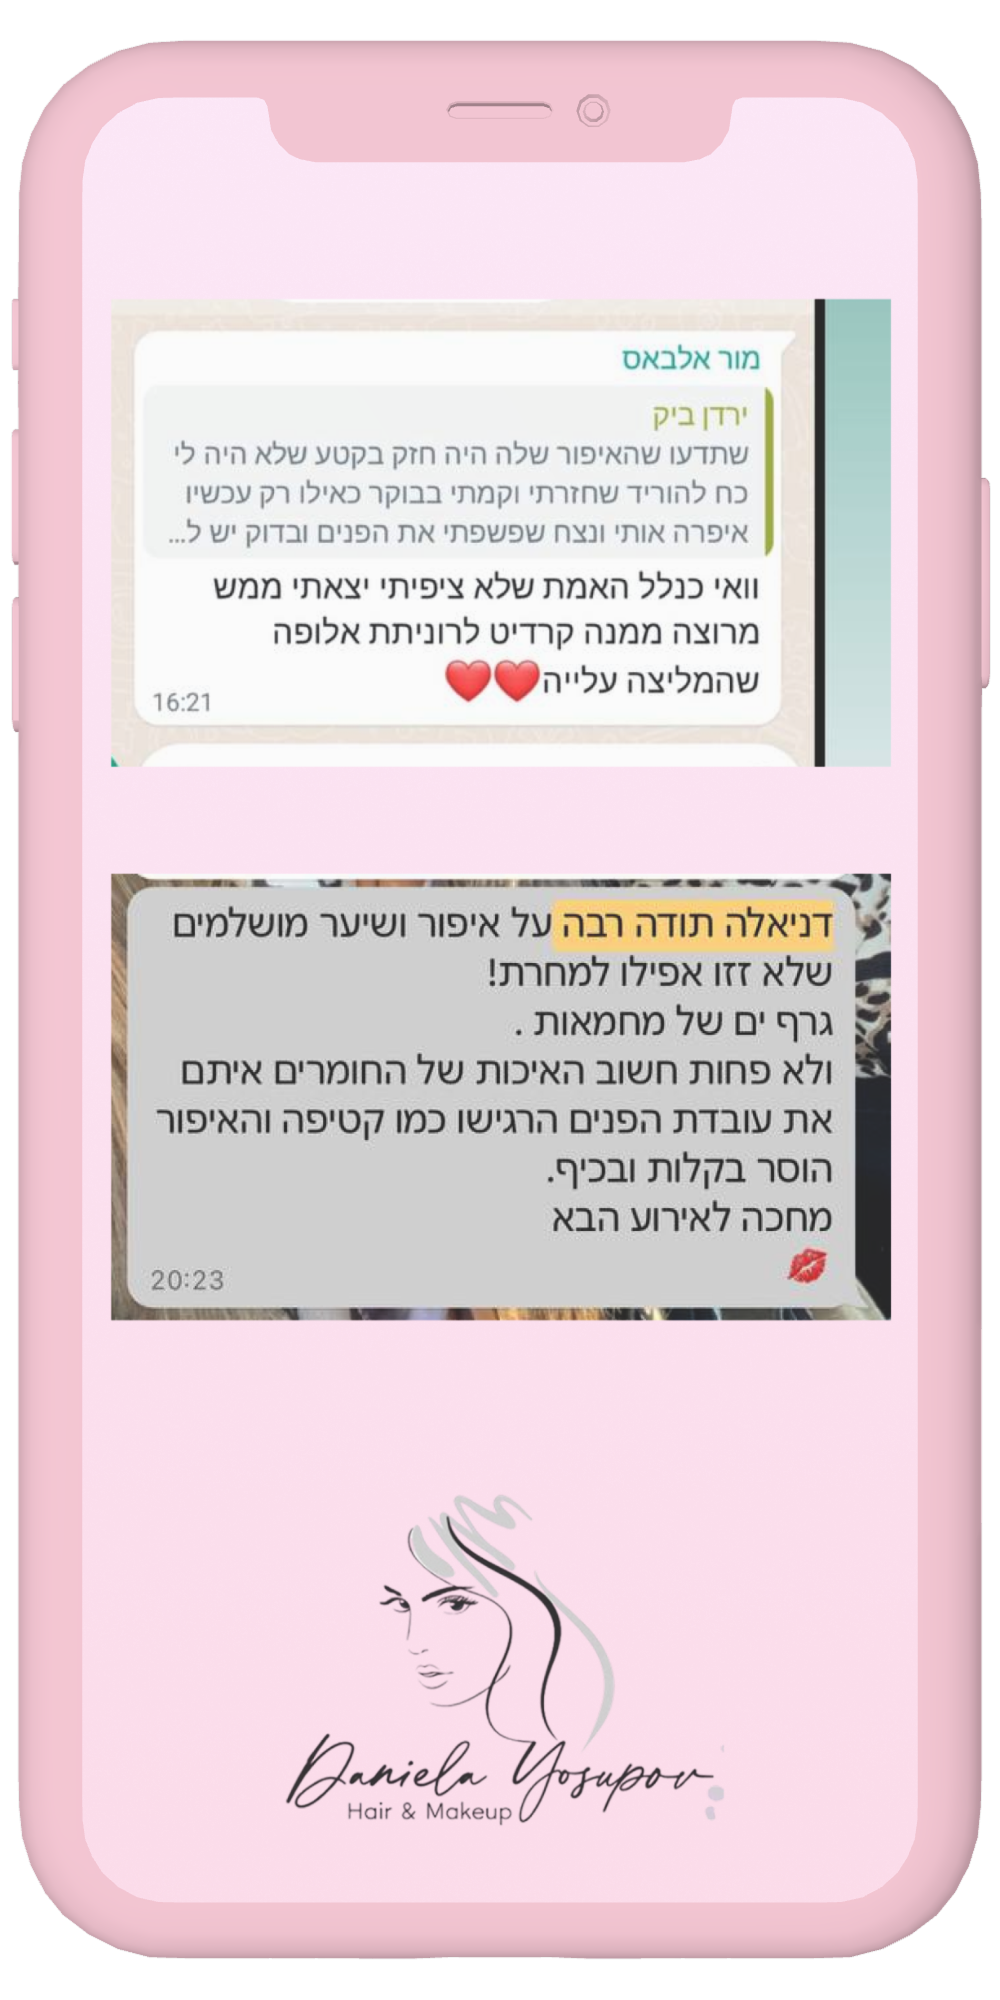 מור אלבאס
ירדן ביק
שתדעו שהאיפור שלה היה חזק בקטע שלא היה לי
כח להוריד שחזרתי וקמתי בבוקר כאילו רק עכשיו
איפרה אותי ונצח שפשפתי את הפנים ובדוק יש ל...
וואי כנלל האמת שלא ציפיתי יצאתי ממש
מרוצה ממנה קרדיט לרוניתת אלופה
שהמליצה עלייה❤️❤️
16:21
דניאלה תודה רבה על איפור ושיער מושלמים
שלא זזו אפילו למחרת!
גרף ים של מחמאות .
ולא פחות חשוב האיכות של החומרים איתם
את עובדת הפנים הרגישו כמו קטיפה והאיפור
הוסר בקלות ובכיף.
מחכה לאירוע הבא
💋
20:23
Daniela Yosupov
Hair & Makeup